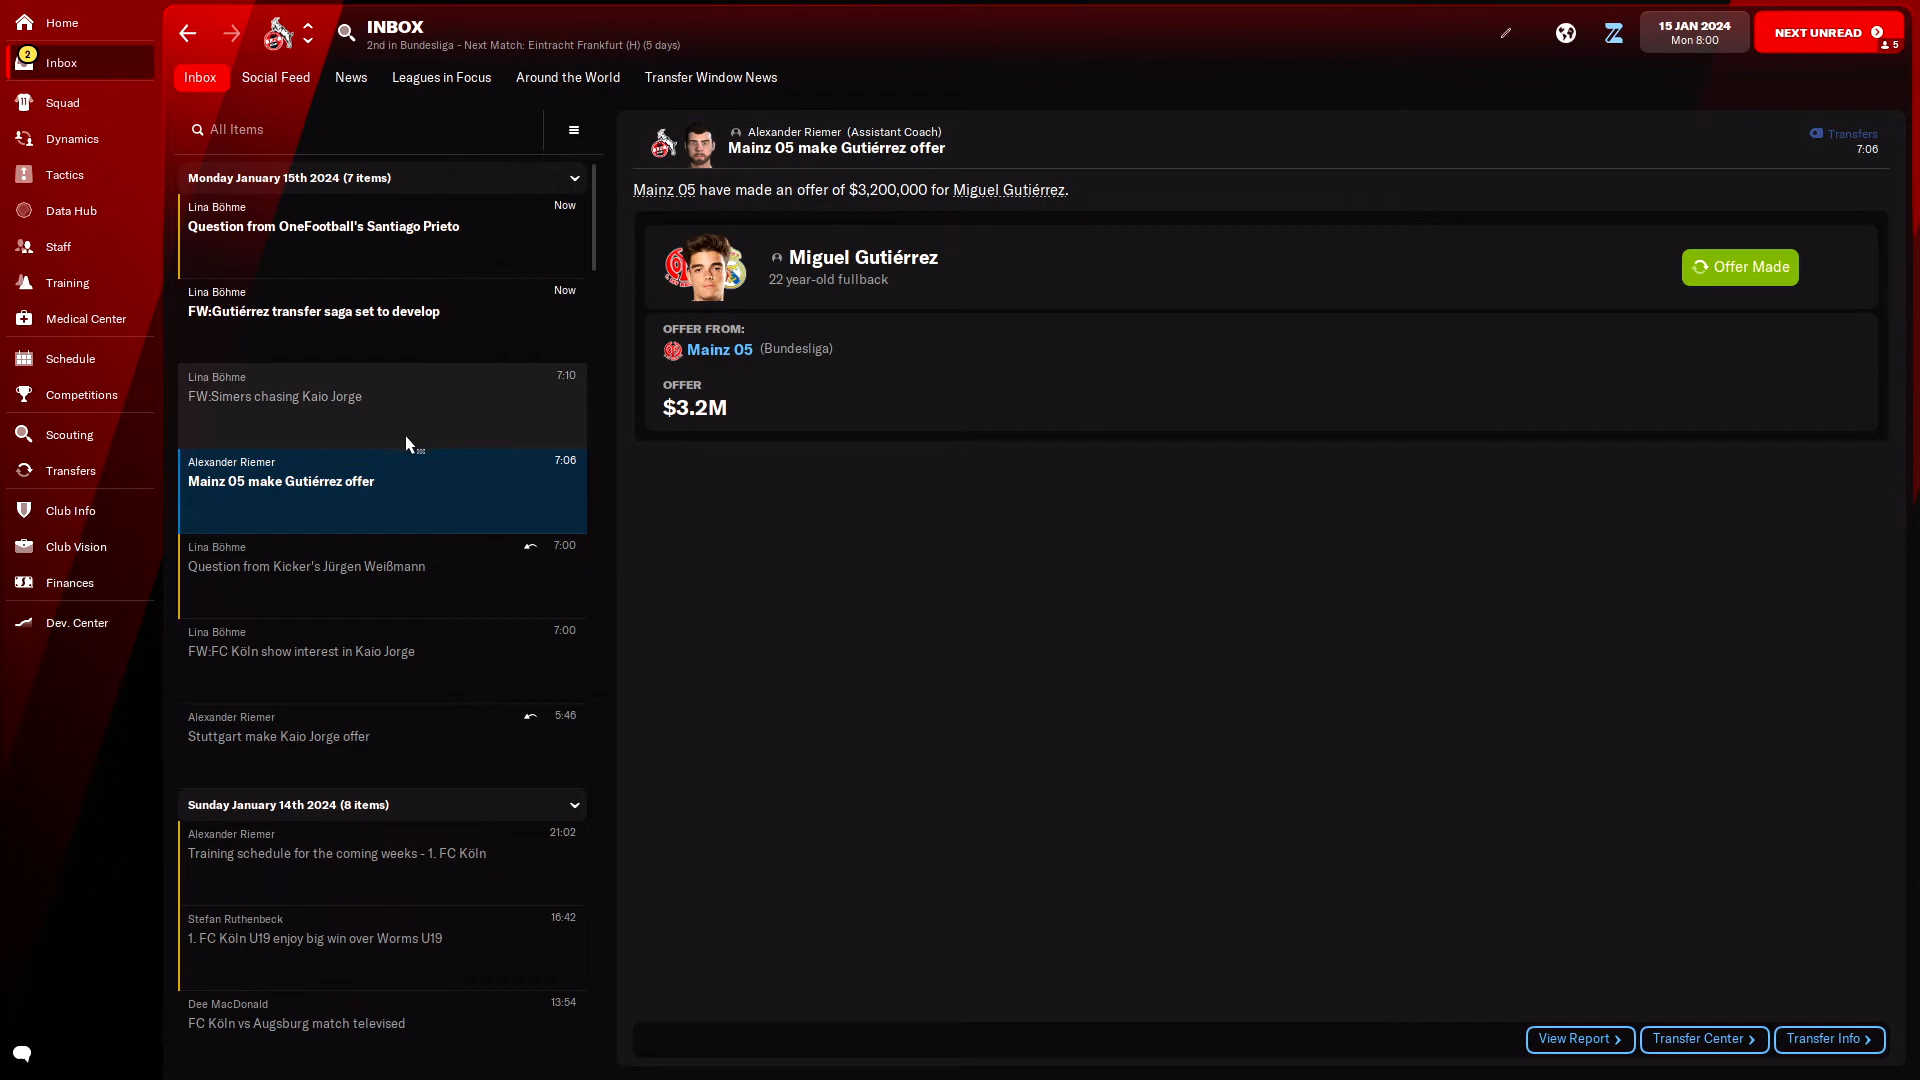 Home
2
Inbox
Squad
Dynamics
Tactics
Data Hub
Staff
Training
Medical Center
Schedule
Competitions
Scouting
Transfers
Club Info
Club Vision
Finances
Dev. Center
INBOX
2nd in Bundesliga - Next Match: Eintracht Frankfurt (H) (5 days)
15 JAN 2024
Mon 8:00
NEXT UNREAD
5
Inbox
Social Feed
News
Leagues in Focus
Around the World
Transfer Window News
All Items
Monday January 15th 2024 (7 items)
Lina Böhme
Now
Question from OneFootball's Santiago Prieto
Lina Böhme
Now
FW:Gutiérrez transfer saga set to develop
Lina Böhme
7:10
FW:Simers chasing Kaio Jorge
Alexander Riemer
7:06
Mainz 05 make Gutiérrez offer
Lina Böhme
7:00
Question from Kicker's Jürgen Weißmann
Lina Böhme
7:00
FW:FC Köln show interest in Kaio Jorge
Alexander Riemer
5:46
Stuttgart make Kaio Jorge offer
Sunday January 14th 2024 (8 items)
Alexander Riemer
21:02
Training schedule for the coming weeks - 1. FC Köln
Stefan Ruthenbeck
16:42
1. FC Köln U19 enjoy big win over Worms U19
Dee MacDonald
13:54
FC Köln vs Augsburg match televised
Alexander Riemer (Assistant Coach)
Mainz 05 make Gutiérrez offer
Transfers
7:06
Mainz 05 have made an offer of $3,200,000 for Miguel Gutiérrez.
Miguel Gutiérrez
22 year-old fullback
Offer Made
OFFER FROM:
Mainz 05 (Bundesliga)
OFFER
$3.2M
View Report
Transfer Center
Transfer Info